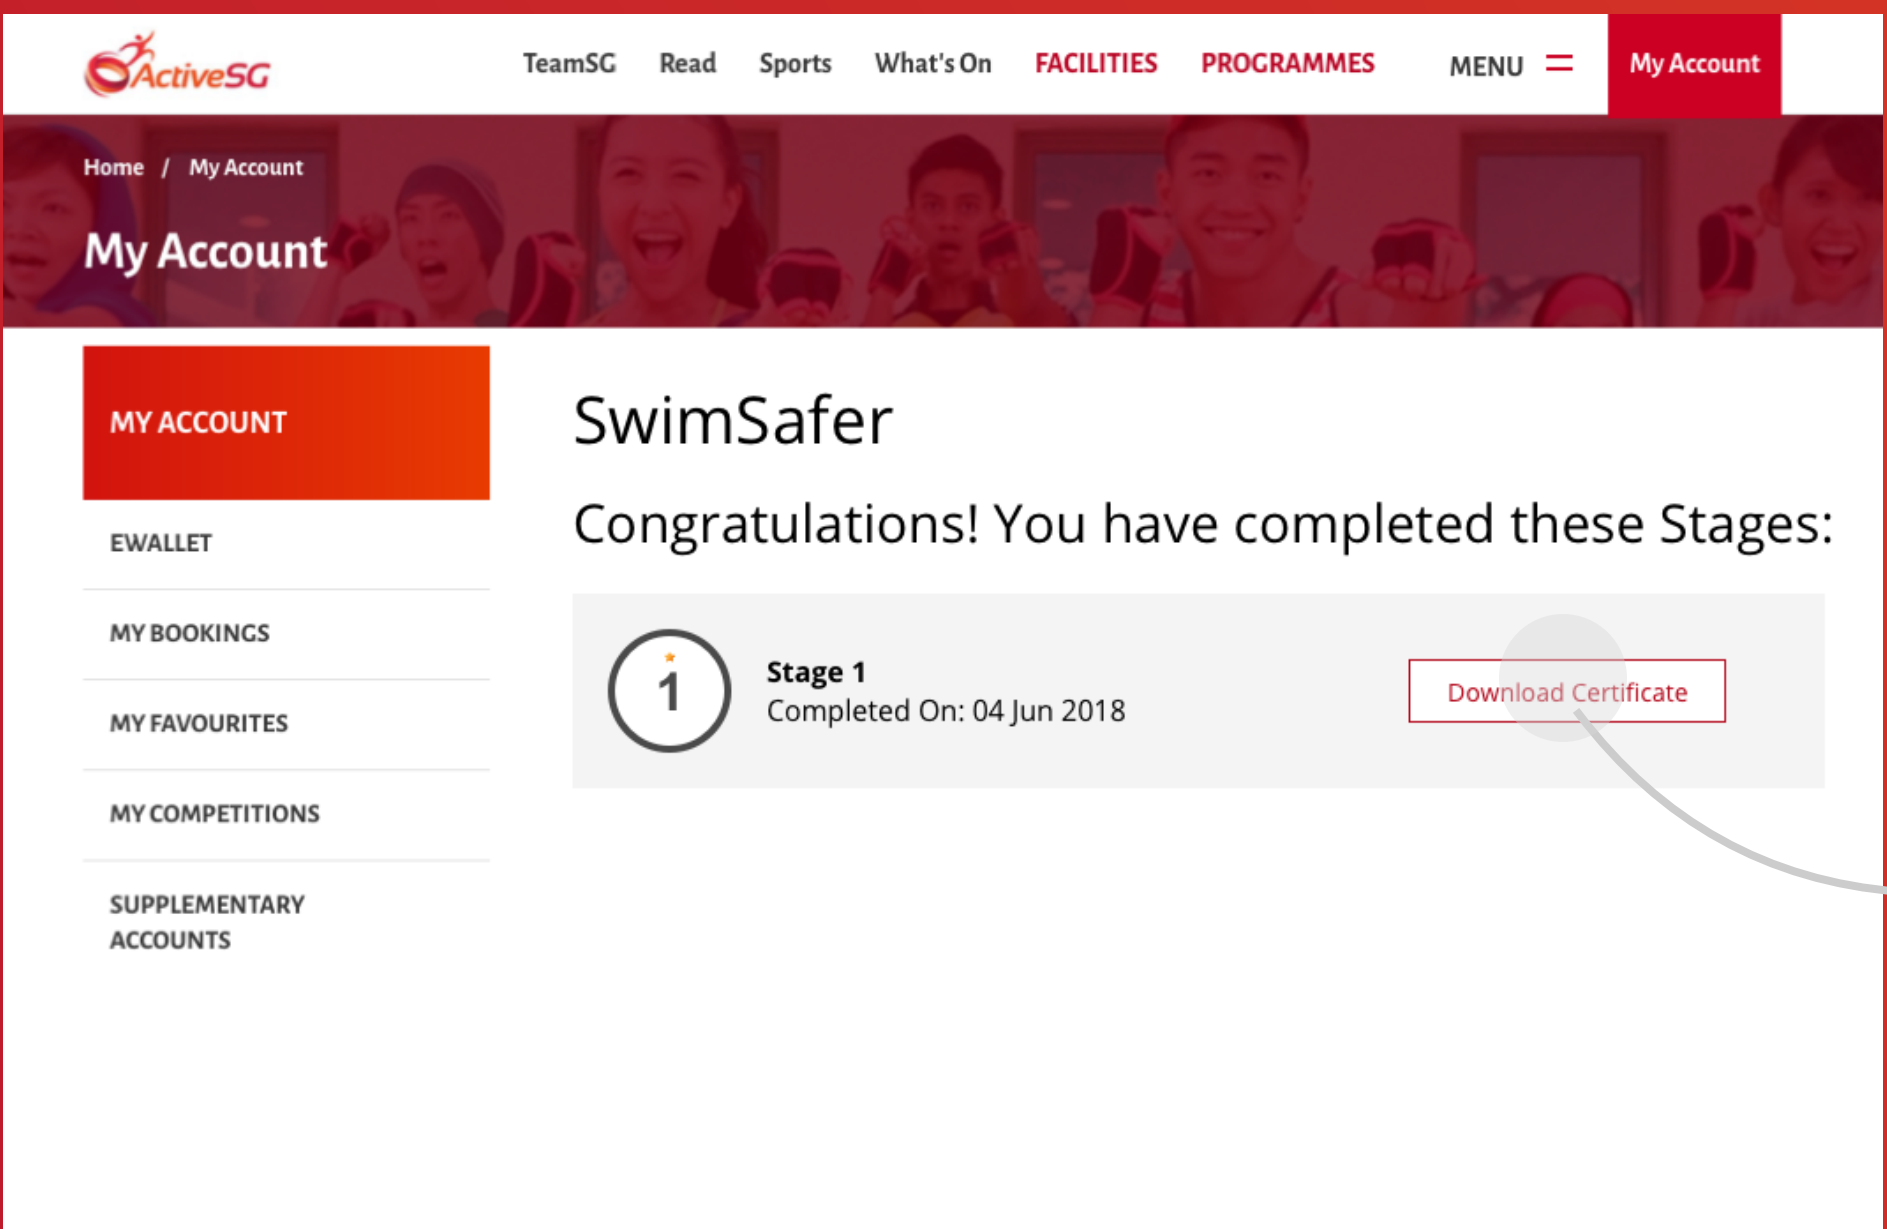 ActiveSG
TeamSG Read Sports What's On FACILITIES PROGRAMMES MENU My Account
Home / My Account
My Account
MY ACCOUNT
EWALLET
MY BOOKINGS
MY FAVOURITES
MY COMPETITIONS
SUPPLEMENTARY
ACCOUNTS
SwimSafer
Congratulations! You have completed these Stages:
1
Stage 1
Completed On: 04 Jun 2018
Download Certificate